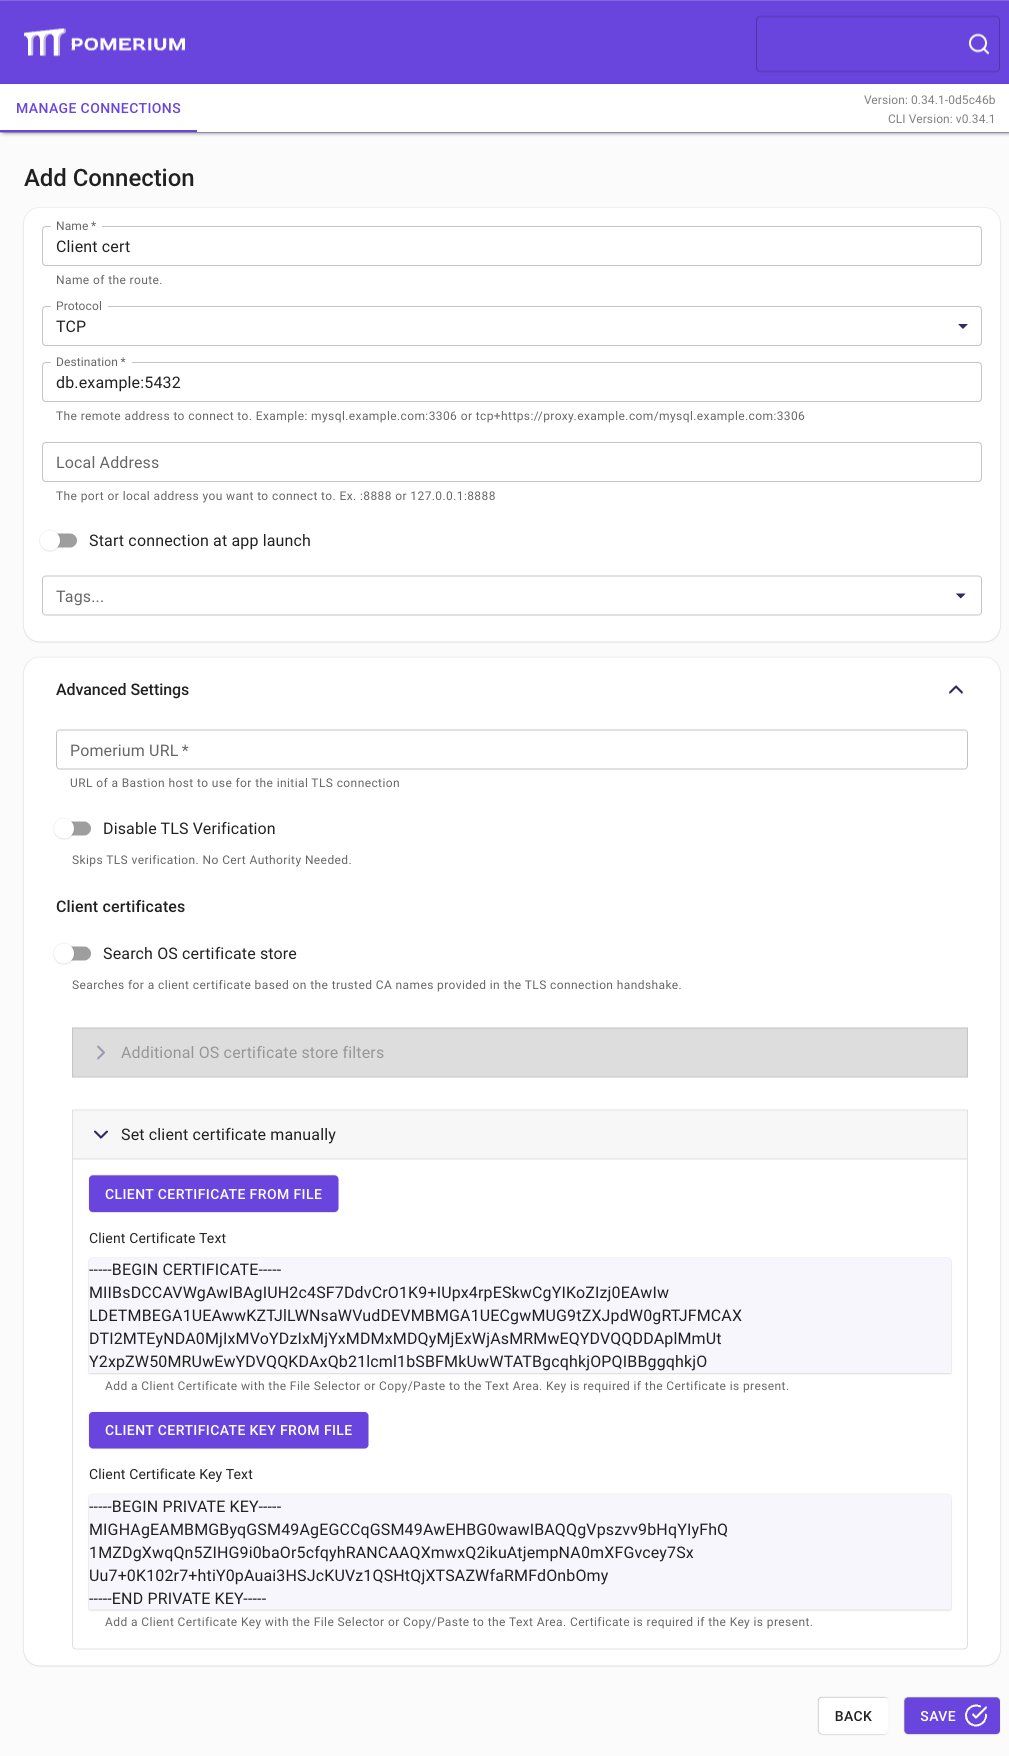 POMERIUM
MANAGE CONNECTIONS
Version: 0.34.1-0d5c46b
CLI Version: v0.34.1
Add Connection
Name *
Client cert
Name of the route.
Protocol
TCP
Destination *
db.example:5432
The remote address to connect to. Example: mysql.example.com:3306 or tcp+https://proxy.example.com/mysql.example.com:3306
Local Address
The port or local address you want to connect to. Ex. :8888 or 127.0.0.1:8888
Start connection at app launch
Tags...
Advanced Settings
Pomerium URL *
URL of a Bastion host to use for the initial TLS connection
Disable TLS Verification
Skips TLS verification. No Cert Authority Needed.
Client certificates
Search OS certificate store
Searches for a client certificate based on the trusted CA names provided in the TLS connection handshake.
Additional OS certificate store filters
Set client certificate manually
CLIENT CERTIFICATE FROM FILE
Client Certificate Text
-----BEGIN CERTIFICATE-----
MIIBsDCCAVWgAwIBAgIUH2c4SF7DdvCrO1K9+IUpx4rpESkwCgYIKoZIzj0EAwIw
LDETMBEGA1UEAwwKZTJlLWNsaWVudDEVMBMGA1UECgwMUG9tZXJpdW0gRTJFMCAX
DTI2MTEyNDA0MjIxMVoYDzIxMjYxMDMxMDQyMjExWjAsMRMwEQYDVQQDDAplMmUt
Y2xpZW50MRUwEwYDVQQKDAxQb21lcml1bSBFMkUwWTATBgcqhkjOPQIBBggqhkjO
Add a Client Certificate with the File Selector or Copy/Paste to the Text Area. Key is required if the Certificate is present.
CLIENT CERTIFICATE KEY FROM FILE
Client Certificate Key Text
-----BEGIN PRIVATE KEY-----
MIGHAgEAMBMGByqGSM49AgEGCCqGSM49AwEHBG0wawIBAQQgVpszvv9bHqYIyFhQ
1MZDgXwqQn5ZlHG9i0baOr5cfqyhRANCAAQXmwxQ2ikuAtjempNA0mXFGvcey7Sx
Uu7+0K102r7+htiY0pAuai3HSJcKUVz1QSHtQjXTSAZWfaRMFdOnbOmy
-----END PRIVATE KEY-----
Add a Client Certificate Key with the File Selector or Copy/Paste to the Text Area. Certificate is required if the Key is present.
BACK
SAVE